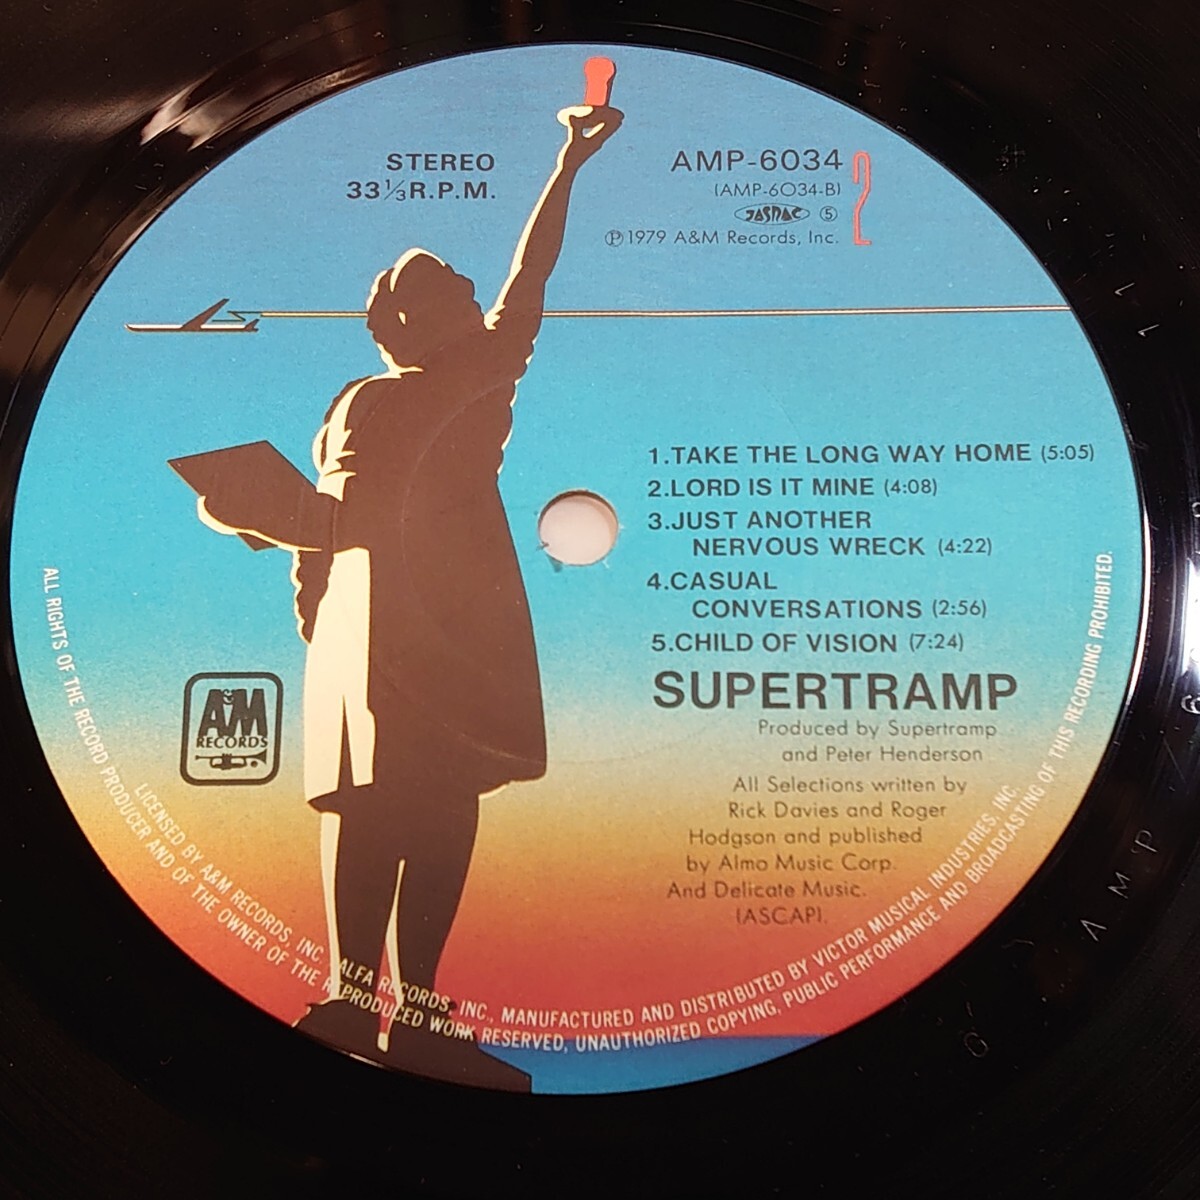 STEREO
33⅓R.P.M.
AMP-6034
(AMP-6034-B)
JASRAC ⑤
Ⓟ1979 A&M Records, Inc.
2
1.TAKE THE LONG WAY HOME (5:05)
2.LORD IS IT MINE (4:08)
3.JUST ANOTHER
NERVOUS WRECK (4:22)
4.CASUAL
CONVERSATIONS (2:56)
5.CHILD OF VISION (7:24)
SUPERTRAMP
Produced by Supertramp
and Peter Henderson
All Selections written by
Rick Davies and Roger
Hodgson and published
by Almo Music Corp.
And Delicate Music.
(ASCAP).
A&M
RECORDS
LICENSED BY A&M RECORDS, INC. ALFA RECORDS, INC., MANUFACTURED AND DISTRIBUTED BY VICTOR MUSICAL INDUSTRIES, INC.
ALL RIGHTS OF THE RECORD PRODUCER AND OF THE OWNER OF THE REPRODUCED WORK RESERVED, UNAUTHORIZED COPYING, PUBLIC PERFORMANCE AND BROADCASTING OF THIS RECORDING PROHIBITED.
AMP